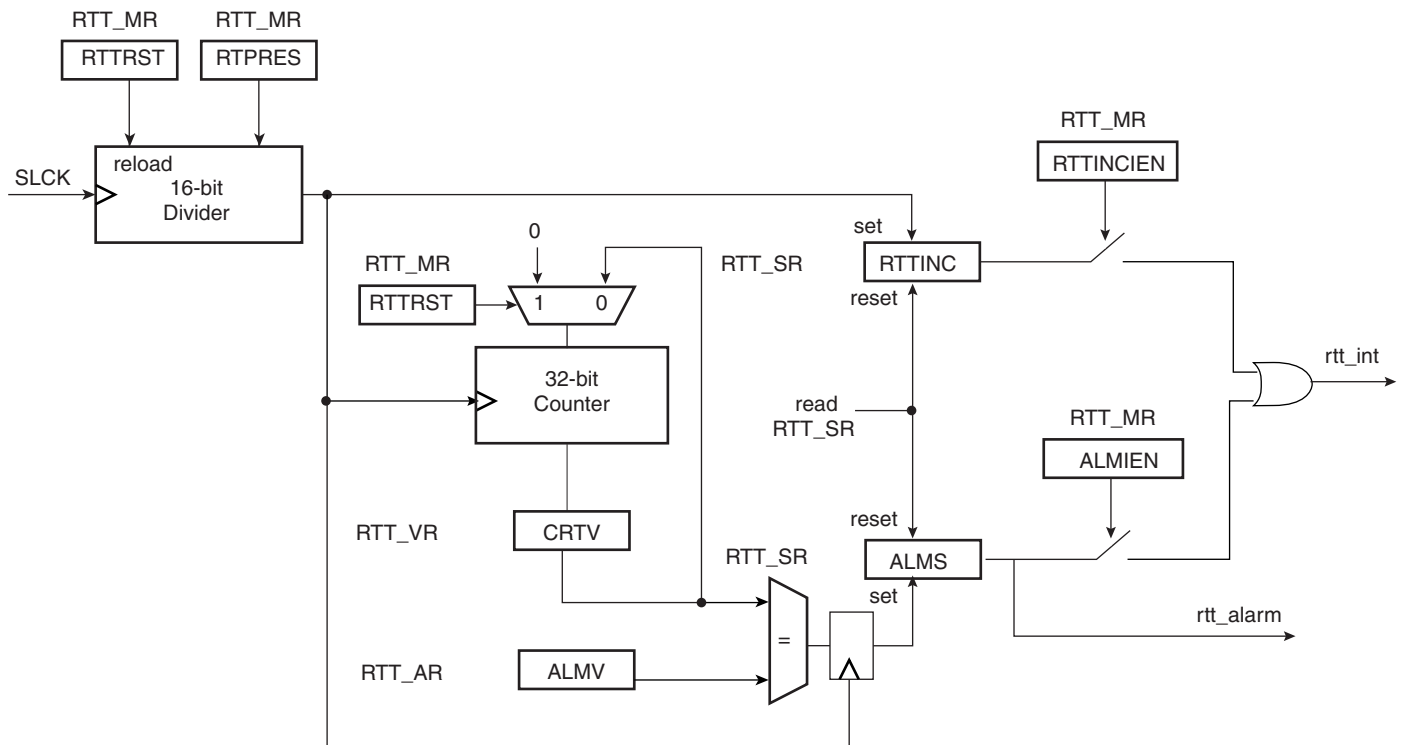 RTT_MR
RTTRST
RTT_MR
RTPRES
SLCK
reload
16-bit
Divider
RTT_MR
RTTINCIEN
0
set
RTTINC
reset
RTT_SR
RTT_MR
RTTRST
1 0
32-bit
Counter
read
RTT_SR
rtt_int
RTT_MR
ALMIEN
RTT_VR
CRTV
reset
ALMS
set
RTT_SR
=
rtt_alarm
RTT_AR
ALMV